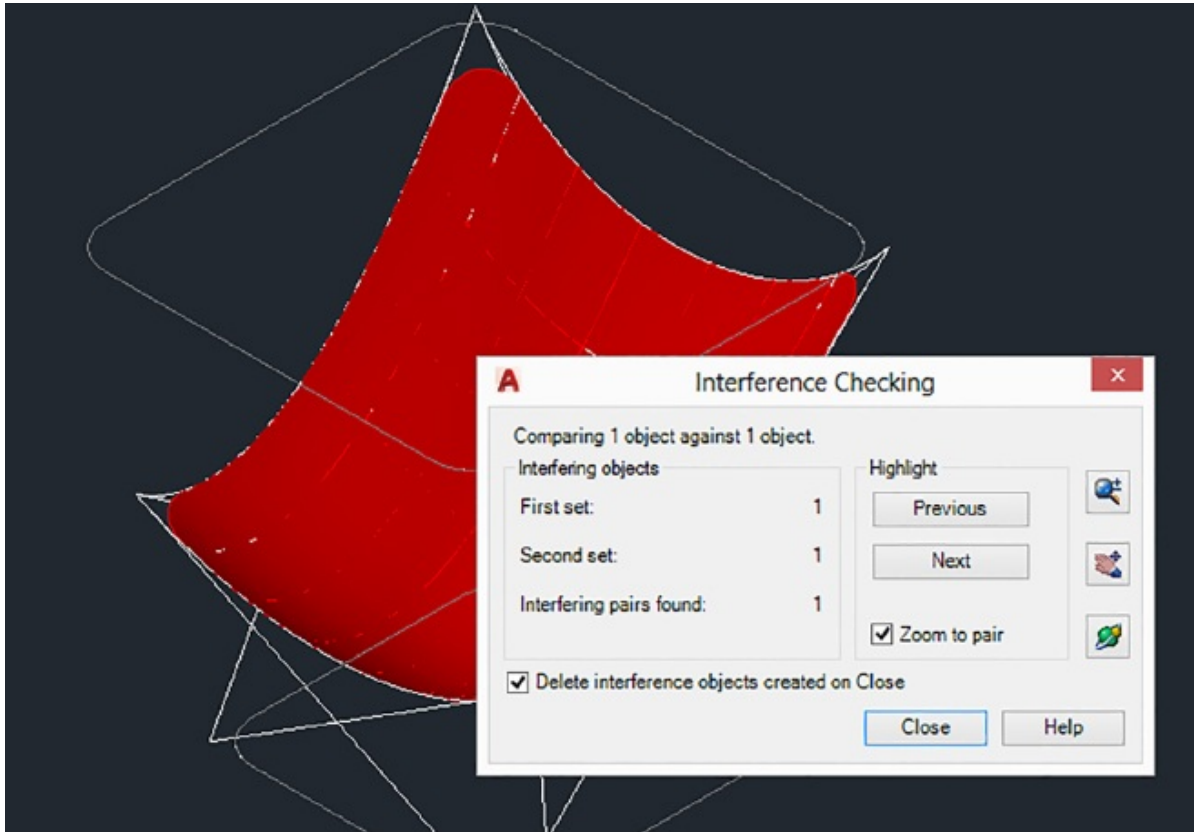 Interference Checking
Comparing 1 object against 1 object.
Interfering objects
First set: 1
Second set: 1
Interfering pairs found: 1
Highlight
Previous
Next
Zoom to pair
Delete interference objects created on Close
Close
Help